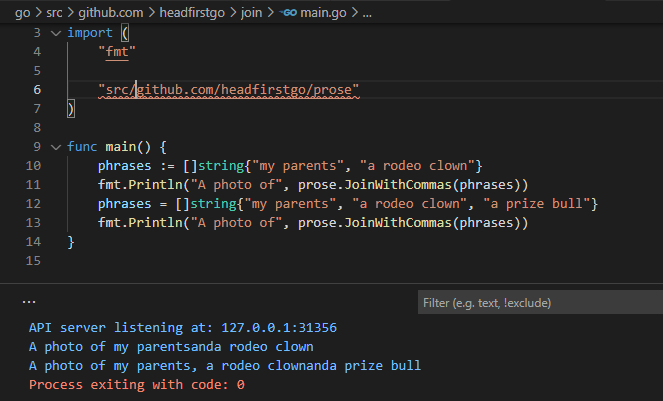 go > src > github.com > headfirstgo > join > main.go > ...
3 import (
4 "fmt"
5
6 "src/github.com/headfirstgo/prose"
7 )
8
9 func main() {
10 phrases := []string{"my parents", "a rodeo clown"}
11 fmt.Println("A photo of", prose.JoinWithCommas(phrases))
12 phrases = []string{"my parents", "a rodeo clown", "a prize bull"}
13 fmt.Println("A photo of", prose.JoinWithCommas(phrases))
14 }
15
...
Filter (e.g. text, !exclude)
API server listening at: 127.0.0.1:31356
A photo of my parentsanda rodeo clown
A photo of my parents, a rodeo clownanda prize bull
Process exiting with code: 0